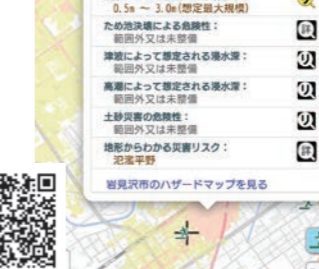 0.5m ～ 3.0m(想定最大規模)
ため池決壊による危険性：
範囲外又は未整備
津波によって想定される浸水深：
範囲外又は未整備
高潮によって想定される浸水深：
範囲外又は未整備
土砂災害の危険性：
範囲外又は未整備
地形からわかる災害リスク：
氾濫平野
岩見沢市のハザードマップを見る